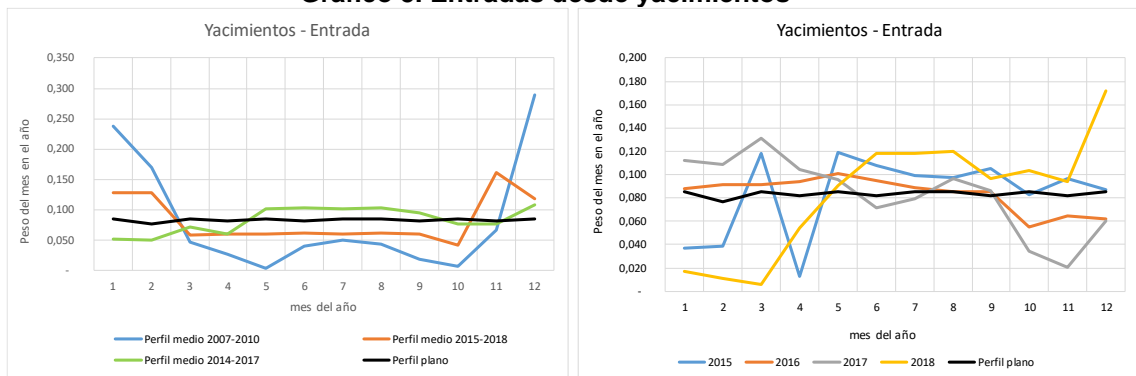 Gráfico 6. Entradas desde yacimientos
Yacimientos - Entrada
Peso del mes en el año
0,350
0,300
0,250
0,200
0,150
0,100
0,050
-
1 2 3 4 5 6 7 8 9 10 11 12
mes del año
Perfil medio 2007-2010 Perfil medio 2015-2018
Perfil medio 2014-2017 Perfil plano
Yacimientos - Entrada
Peso del mes en el año
0,200
0,180
0,160
0,140
0,120
0,100
0,080
0,060
0,040
0,020
-
1 2 3 4 5 6 7 8 9 10 11 12
mes del año
2015 2016 2017 2018 Perfil plano